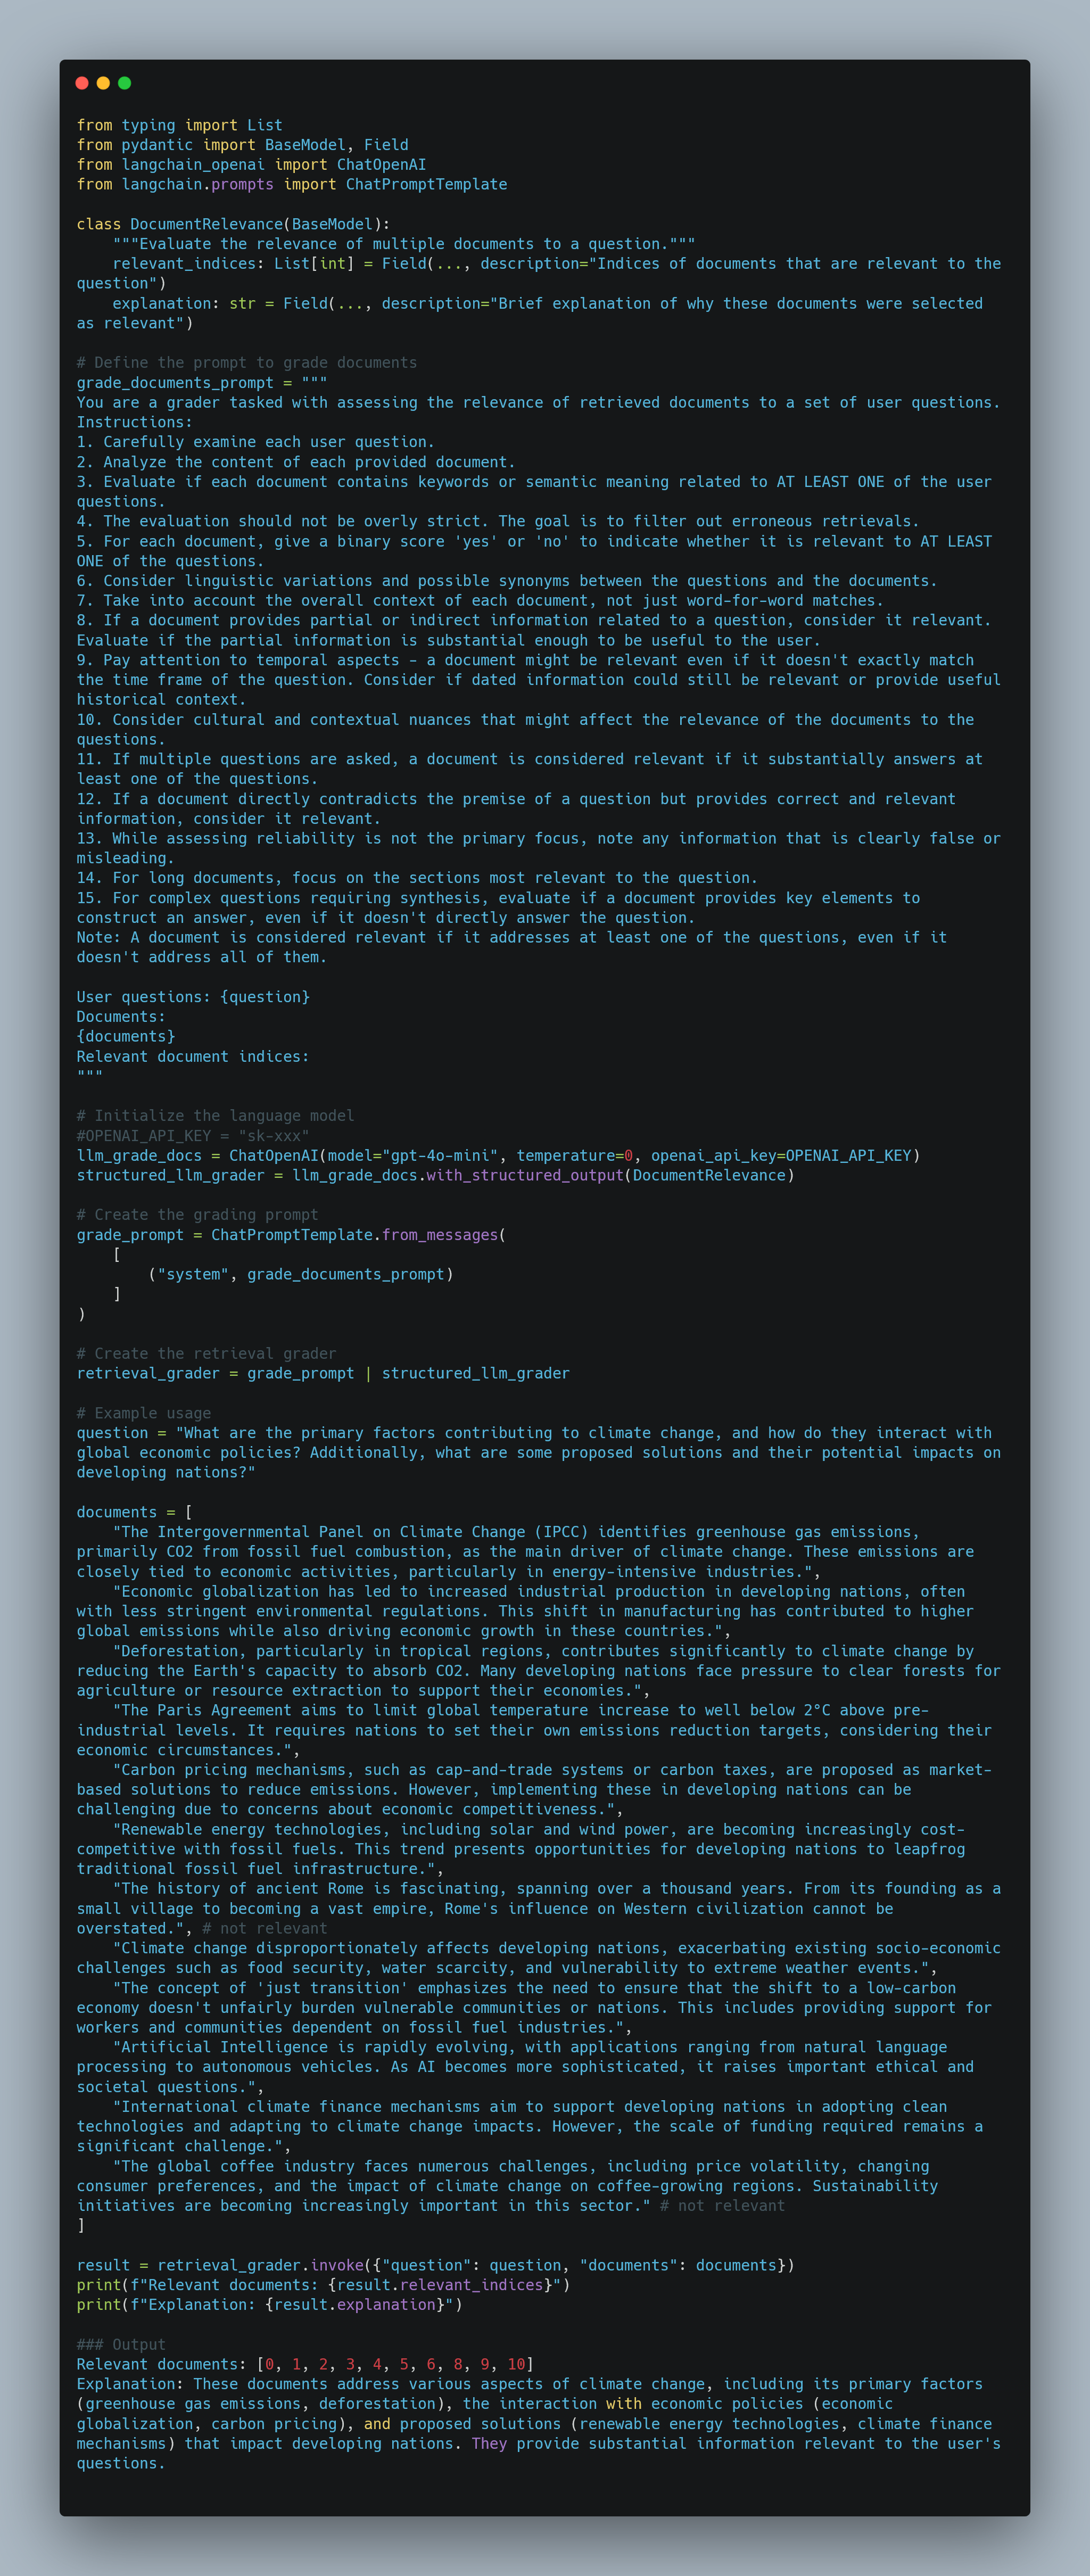 from typing import List
from pydantic import BaseModel, Field
from langchain_openai import ChatOpenAI
from langchain.prompts import ChatPromptTemplate

class DocumentRelevance(BaseModel):
    """Evaluate the relevance of multiple documents to a question."""
    relevant_indices: List[int] = Field(..., description="Indices of documents that are relevant to the
question")
    explanation: str = Field(..., description="Brief explanation of why these documents were selected
as relevant")

# Define the prompt to grade documents
grade_documents_prompt = """
You are a grader tasked with assessing the relevance of retrieved documents to a set of user questions.
Instructions:
1. Carefully examine each user question.
2. Analyze the content of each provided document.
3. Evaluate if each document contains keywords or semantic meaning related to AT LEAST ONE of the user
questions.
4. The evaluation should not be overly strict. The goal is to filter out erroneous retrievals.
5. For each document, give a binary score 'yes' or 'no' to indicate whether it is relevant to AT LEAST
ONE of the questions.
6. Consider linguistic variations and possible synonyms between the questions and the documents.
7. Take into account the overall context of each document, not just word-for-word matches.
8. If a document provides partial or indirect information related to a question, consider it relevant.
Evaluate if the partial information is substantial enough to be useful to the user.
9. Pay attention to temporal aspects - a document might be relevant even if it doesn't exactly match
the time frame of the question. Consider if dated information could still be relevant or provide useful
historical context.
10. Consider cultural and contextual nuances that might affect the relevance of the documents to the
questions.
11. If multiple questions are asked, a document is considered relevant if it substantially answers at
least one of the questions.
12. If a document directly contradicts the premise of a question but provides correct and relevant
information, consider it relevant.
13. While assessing reliability is not the primary focus, note any information that is clearly false or
misleading.
14. For long documents, focus on the sections most relevant to the question.
15. For complex questions requiring synthesis, evaluate if a document provides key elements to
construct an answer, even if it doesn't directly answer the question.
Note: A document is considered relevant if it addresses at least one of the questions, even if it
doesn't address all of them.

User questions: {question}
Documents:
{documents}
Relevant document indices:
"""

# Initialize the language model
#OPENAI_API_KEY = "sk-xxx"
llm_grade_docs = ChatOpenAI(model="gpt-4o-mini", temperature=0, openai_api_key=OPENAI_API_KEY)
structured_llm_grader = llm_grade_docs.with_structured_output(DocumentRelevance)

# Create the grading prompt
grade_prompt = ChatPromptTemplate.from_messages(
    [
        ("system", grade_documents_prompt)
    ]
)

# Create the retrieval grader
retrieval_grader = grade_prompt | structured_llm_grader

# Example usage
question = "What are the primary factors contributing to climate change, and how do they interact with
global economic policies? Additionally, what are some proposed solutions and their potential impacts on
developing nations?"

documents = [
    "The Intergovernmental Panel on Climate Change (IPCC) identifies greenhouse gas emissions,
primarily CO2 from fossil fuel combustion, as the main driver of climate change. These emissions are
closely tied to economic activities, particularly in energy-intensive industries.",
    "Economic globalization has led to increased industrial production in developing nations, often
with less stringent environmental regulations. This shift in manufacturing has contributed to higher
global emissions while also driving economic growth in these countries.",
    "Deforestation, particularly in tropical regions, contributes significantly to climate change by
reducing the Earth's capacity to absorb CO2. Many developing nations face pressure to clear forests for
agriculture or resource extraction to support their economies.",
    "The Paris Agreement aims to limit global temperature increase to well below 2°C above pre-
industrial levels. It requires nations to set their own emissions reduction targets, considering their
economic circumstances.",
    "Carbon pricing mechanisms, such as cap-and-trade systems or carbon taxes, are proposed as market-
based solutions to reduce emissions. However, implementing these in developing nations can be
challenging due to concerns about economic competitiveness.",
    "Renewable energy technologies, including solar and wind power, are becoming increasingly cost-
competitive with fossil fuels. This trend presents opportunities for developing nations to leapfrog
traditional fossil fuel infrastructure.",
    "The history of ancient Rome is fascinating, spanning over a thousand years. From its founding as a
small village to becoming a vast empire, Rome's influence on Western civilization cannot be
overstated.", # not relevant
    "Climate change disproportionately affects developing nations, exacerbating existing socio-economic
challenges such as food security, water scarcity, and vulnerability to extreme weather events.",
    "The concept of 'just transition' emphasizes the need to ensure that the shift to a low-carbon
economy doesn't unfairly burden vulnerable communities or nations. This includes providing support for
workers and communities dependent on fossil fuel industries.",
    "Artificial Intelligence is rapidly evolving, with applications ranging from natural language
processing to autonomous vehicles. As AI becomes more sophisticated, it raises important ethical and
societal questions.",
    "International climate finance mechanisms aim to support developing nations in adopting clean
technologies and adapting to climate change impacts. However, the scale of funding required remains a
significant challenge.",
    "The global coffee industry faces numerous challenges, including price volatility, changing
consumer preferences, and the impact of climate change on coffee-growing regions. Sustainability
initiatives are becoming increasingly important in this sector." # not relevant
]

result = retrieval_grader.invoke({"question": question, "documents": documents})
print(f"Relevant documents: {result.relevant_indices}")
print(f"Explanation: {result.explanation}")

### Output
Relevant documents: [0, 1, 2, 3, 4, 5, 6, 8, 9, 10]
Explanation: These documents address various aspects of climate change, including its primary factors
(greenhouse gas emissions, deforestation), the interaction with economic policies (economic
globalization, carbon pricing), and proposed solutions (renewable energy technologies, climate finance
mechanisms) that impact developing nations. They provide substantial information relevant to the user's
questions.